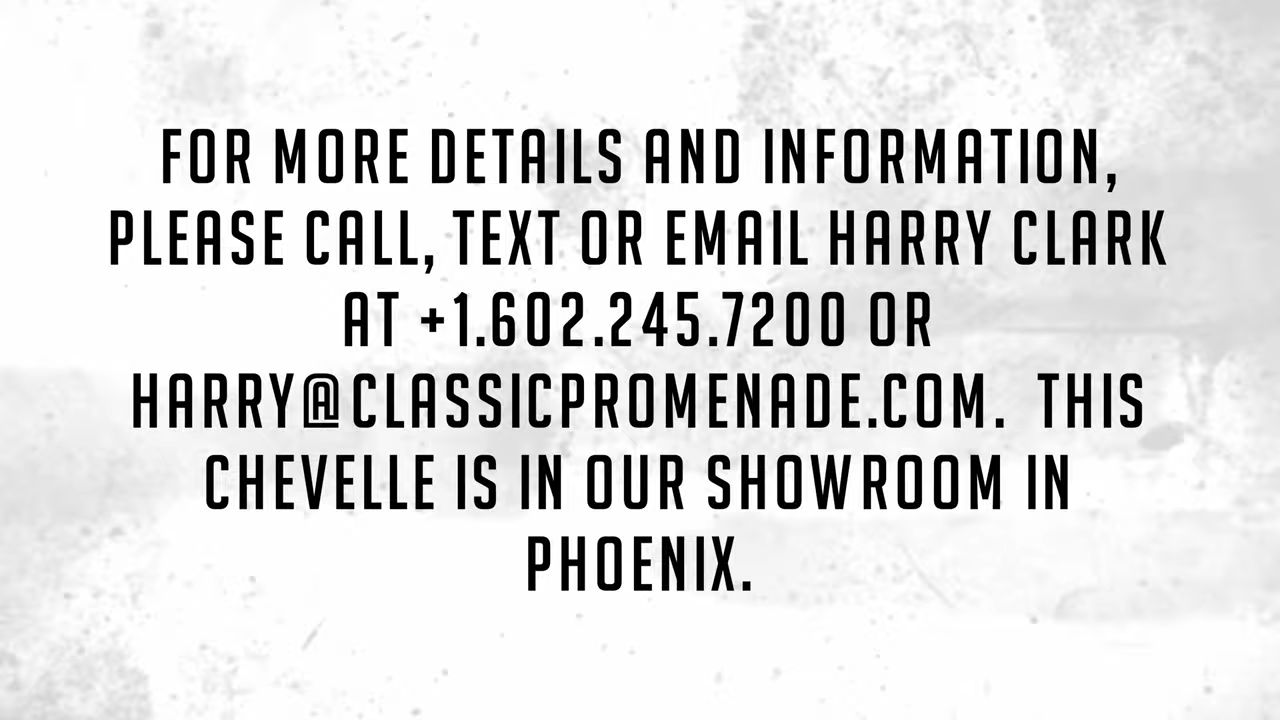 FOR MORE DETAILS AND INFORMATION,
PLEASE CALL, TEXT OR EMAIL HARRY CLARK
AT +1.602.245.7200 OR
HARRY@CLASSICPROMENADE.COM.  THIS
CHEVELLE IS IN OUR SHOWROOM IN
PHOENIX.